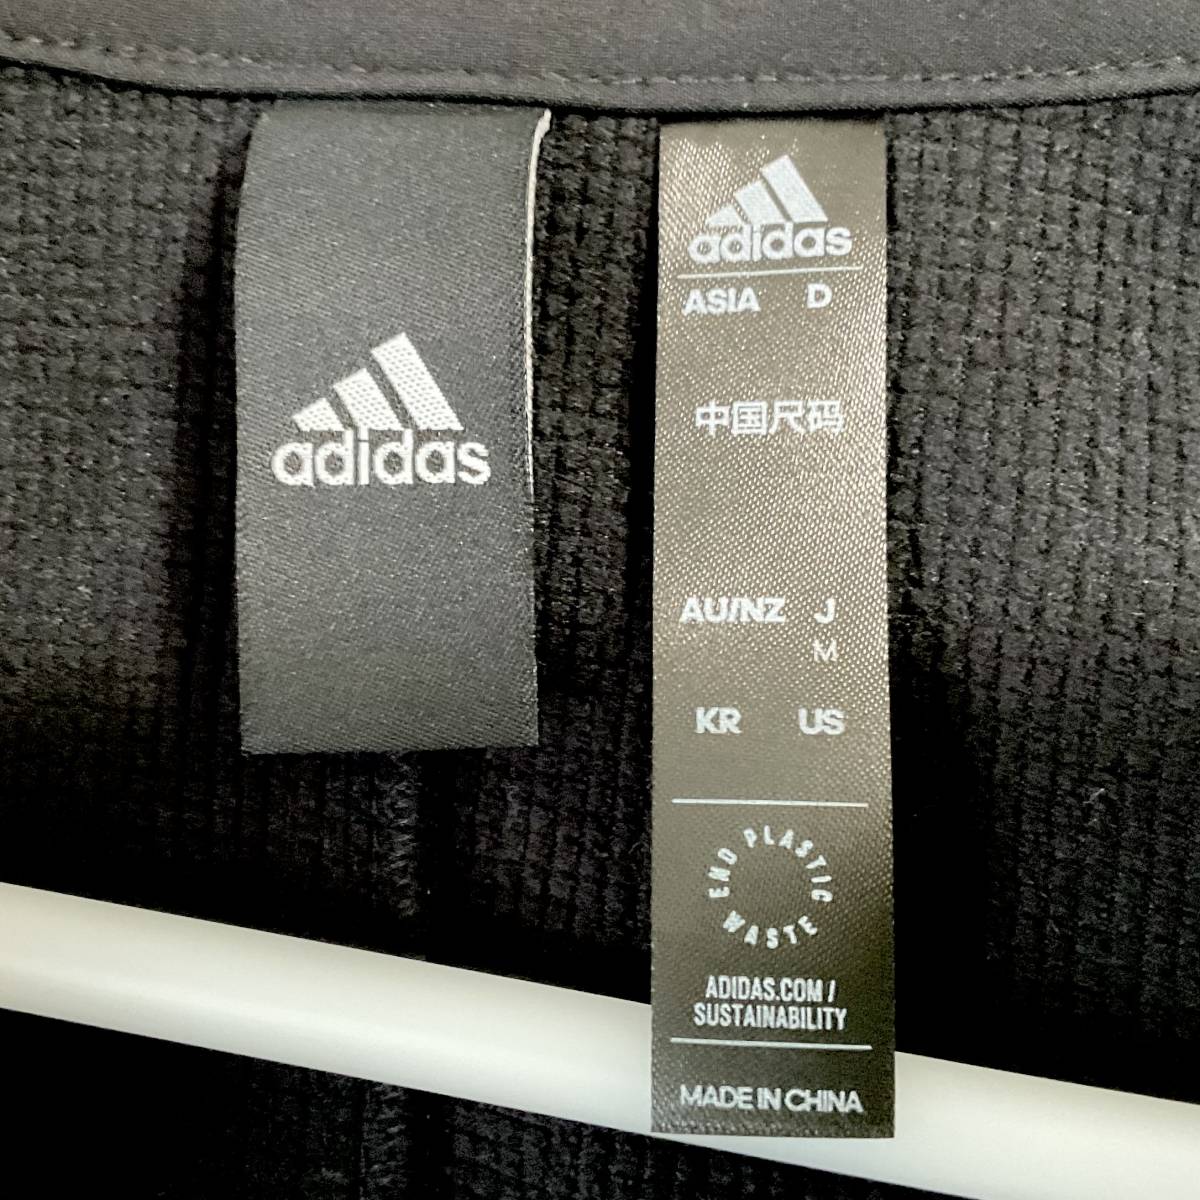 adidas
adidas
ASIA D
中国尺码
AU/NZ J
M
KR US
END PLASTIC WASTE
ADIDAS.COM /
SUSTAINABILITY
MADE IN CHINA